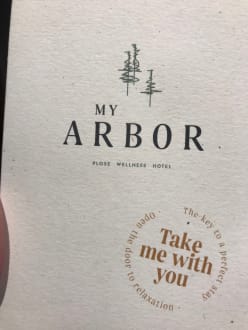 MY
ARBOR
PLOSE WELLNESS HOTEL
The key to a perfect stay
Take
me with
you
Open the door to relaxation